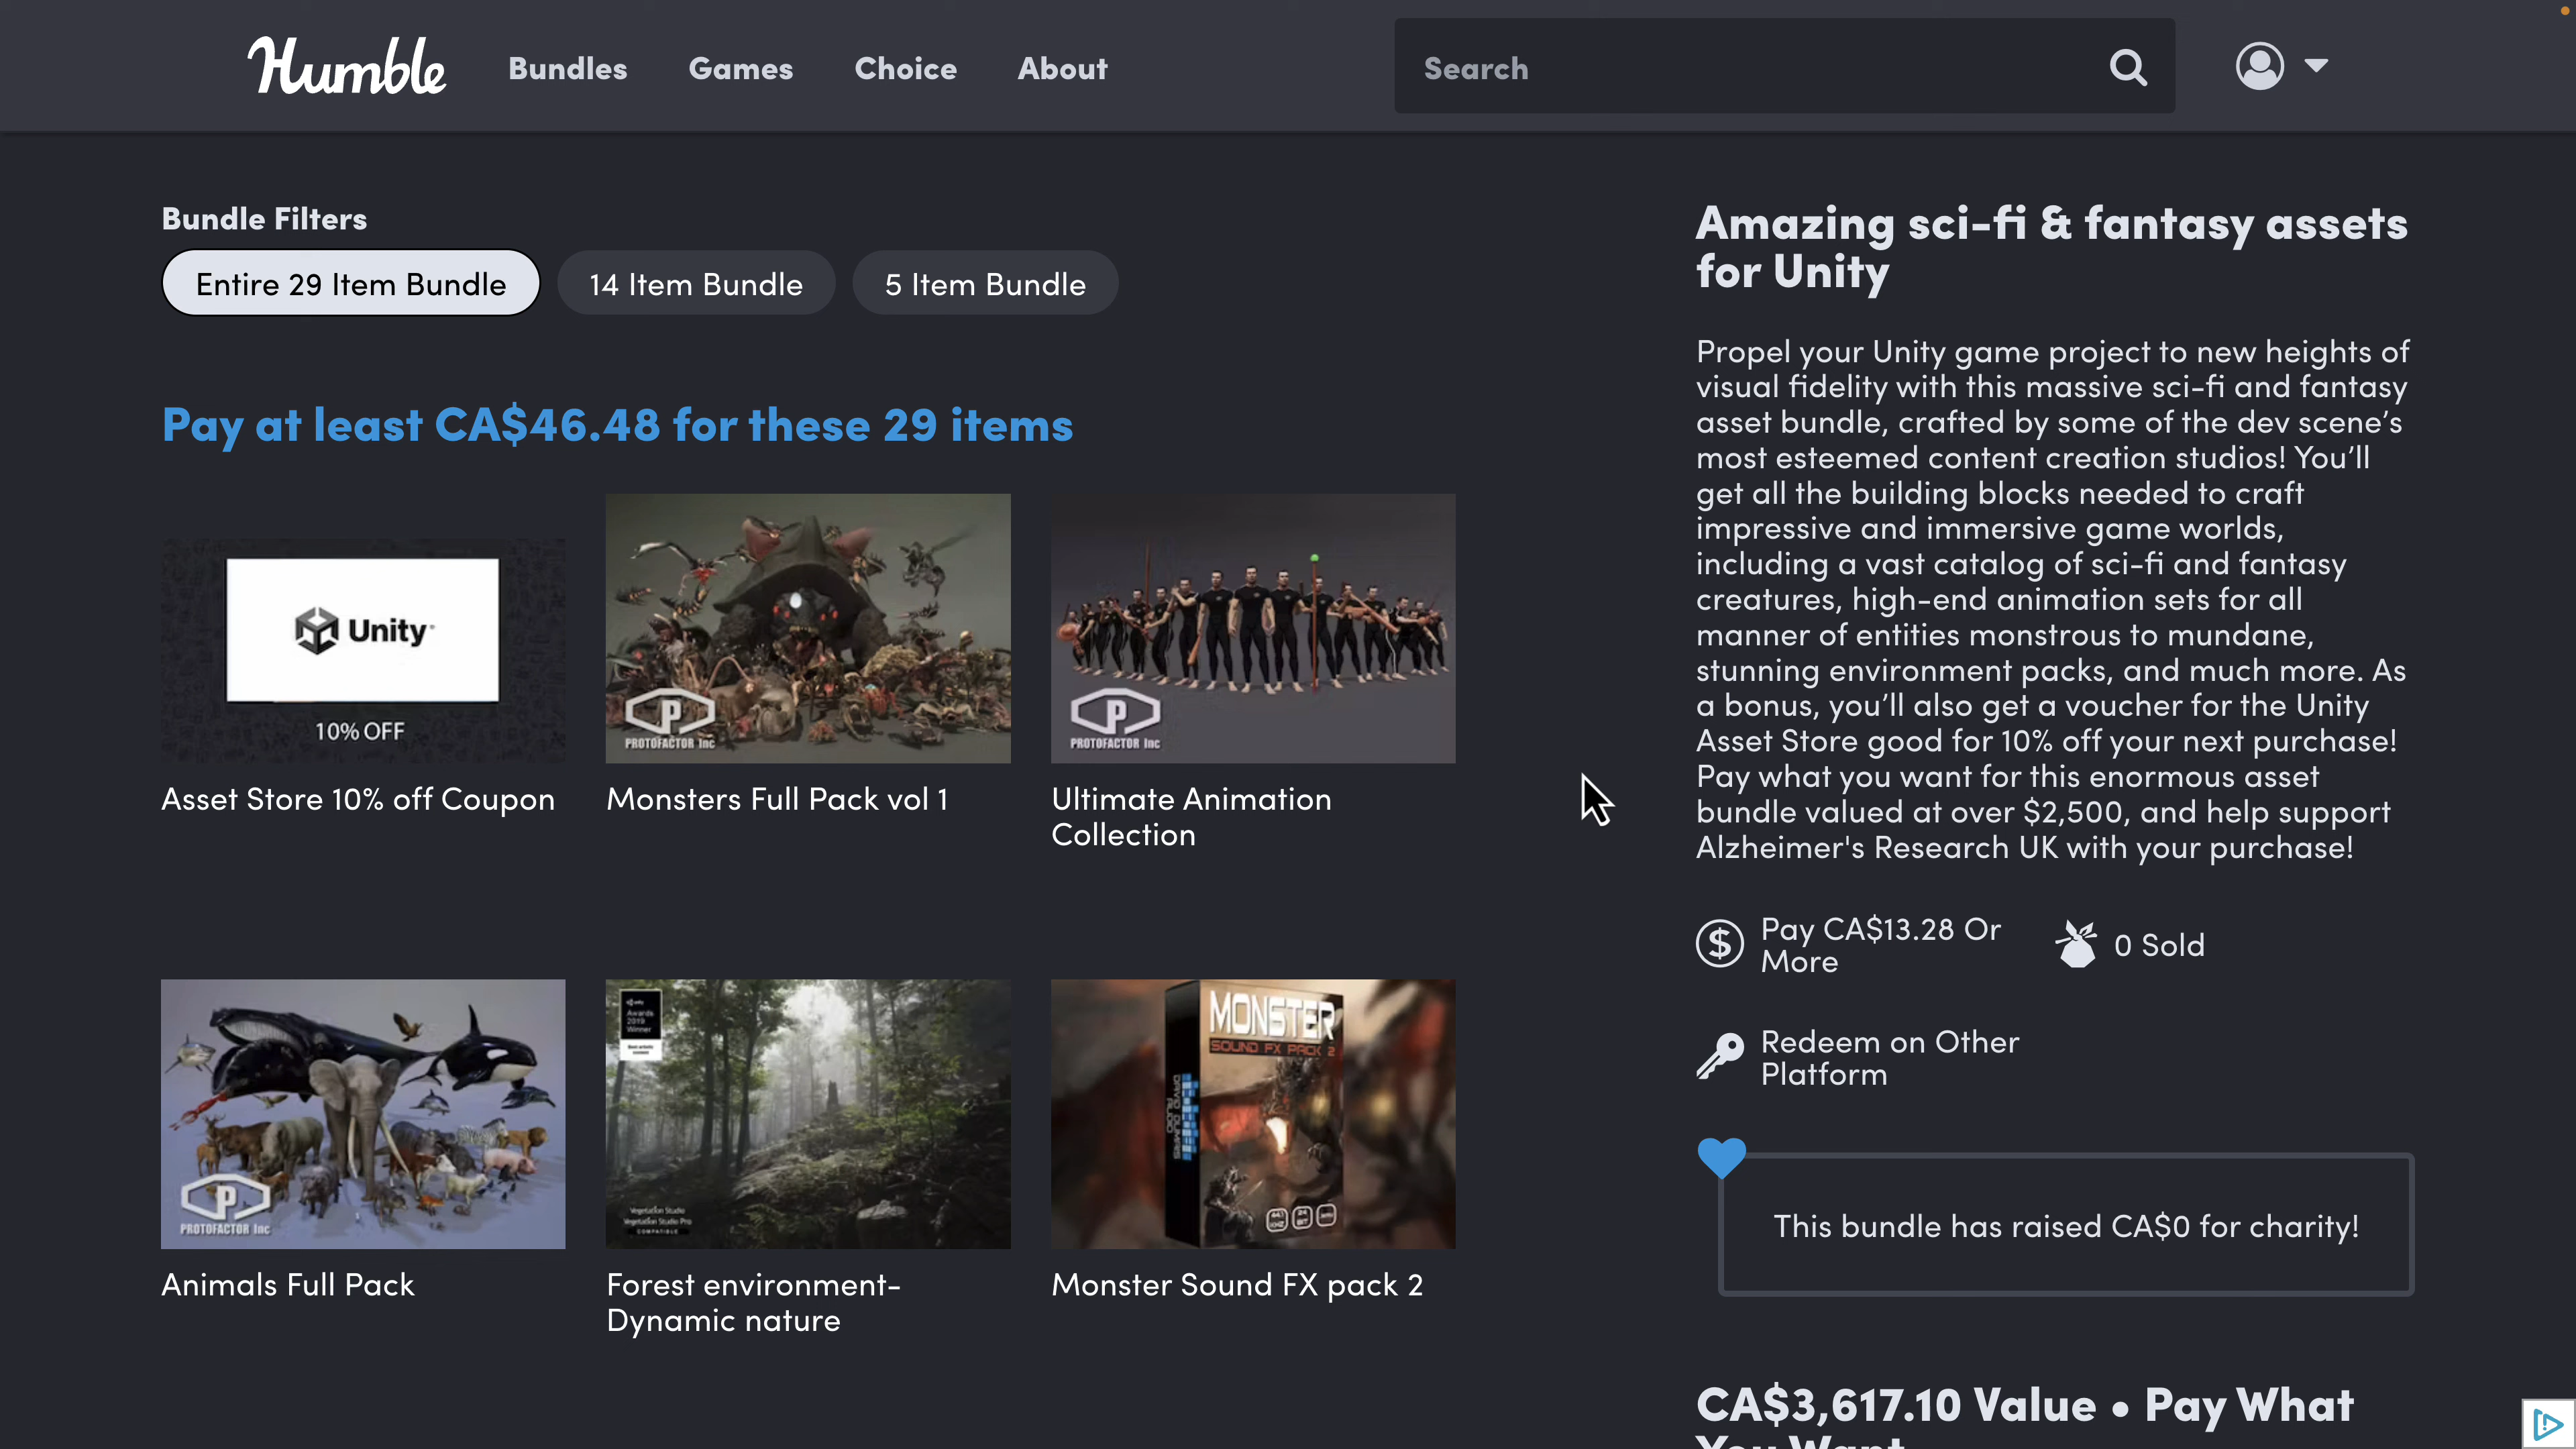 Humble
Bundles
Games
Choice
About
Search
Bundle Filters
Entire 29 Item Bundle
14 Item Bundle
5 Item Bundle
Pay at least CA$46.48 for these 29 items
Unity
10% OFF
Asset Store 10% off Coupon
PROTOFACTOR Inc
Monsters Full Pack vol 1
PROTOFACTOR Inc
Ultimate Animation
Collection
PROTOFACTOR Inc
Animals Full Pack
Awards
2019
Winner
Vegetation Studio
Vegetation Studio Pro
COMPATIBLE
Forest environment-
Dynamic nature
MONSTER
SOUND FX PACK 2
Monster Sound FX pack 2
Amazing sci-fi & fantasy assets
for Unity
Propel your Unity game project to new heights of
visual fidelity with this massive sci-fi and fantasy
asset bundle, crafted by some of the dev scene’s
most esteemed content creation studios! You’ll
get all the building blocks needed to craft
impressive and immersive game worlds,
including a vast catalog of sci-fi and fantasy
creatures, high-end animation sets for all
manner of entities monstrous to mundane,
stunning environment packs, and much more. As
a bonus, you’ll also get a voucher for the Unity
Asset Store good for 10% off your next purchase!
Pay what you want for this enormous asset
bundle valued at over $2,500, and help support
Alzheimer's Research UK with your purchase!
Pay CA$13.28 Or
More
0 Sold
Redeem on Other
Platform
This bundle has raised CA$0 for charity!
CA$3,617.10 Value • Pay What
You Want